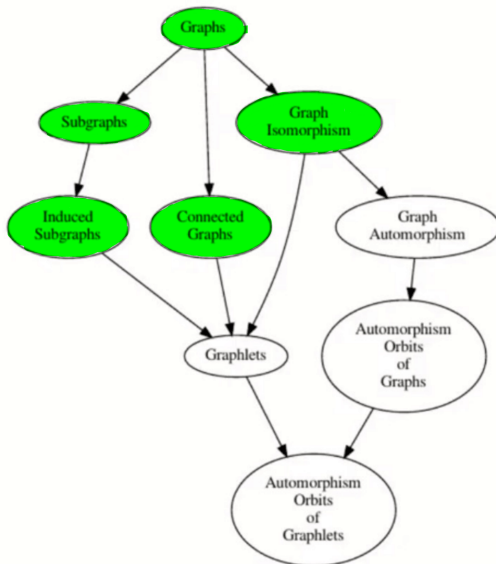 Graphs
Subgraphs
Graph
Isomorphism
Induced
Subgraphs
Connected
Graphs
Graph
Automorphism
Graphlets
Automorphism
Orbits
of
Graphs
Automorphism
Orbits
of
Graphlets